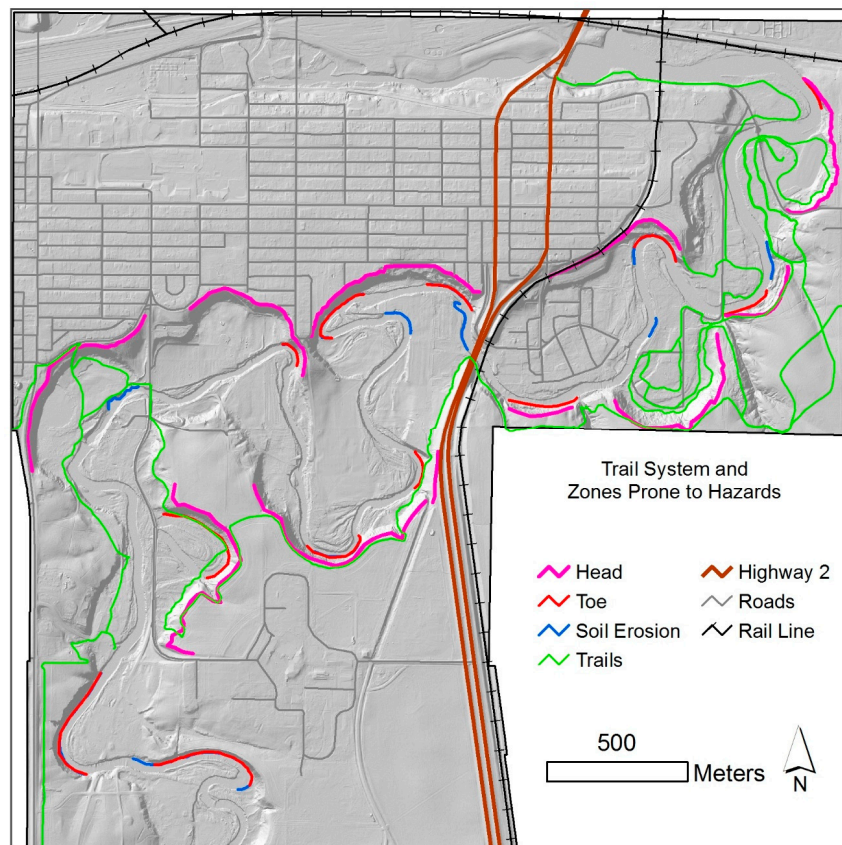 Trail System and
Zones Prone to Hazards
Head
Toe
Soil Erosion
Trails
Highway 2
Roads
Rail Line
500
Meters
N